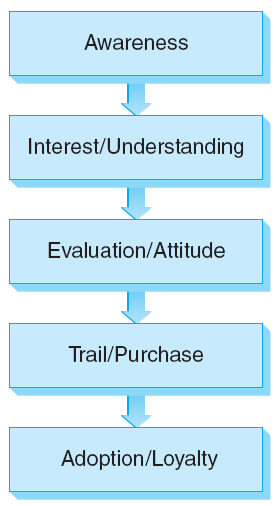 Awareness
Interest/Understanding
Evaluation/Attitude
Trail/Purchase
Adoption/Loyalty